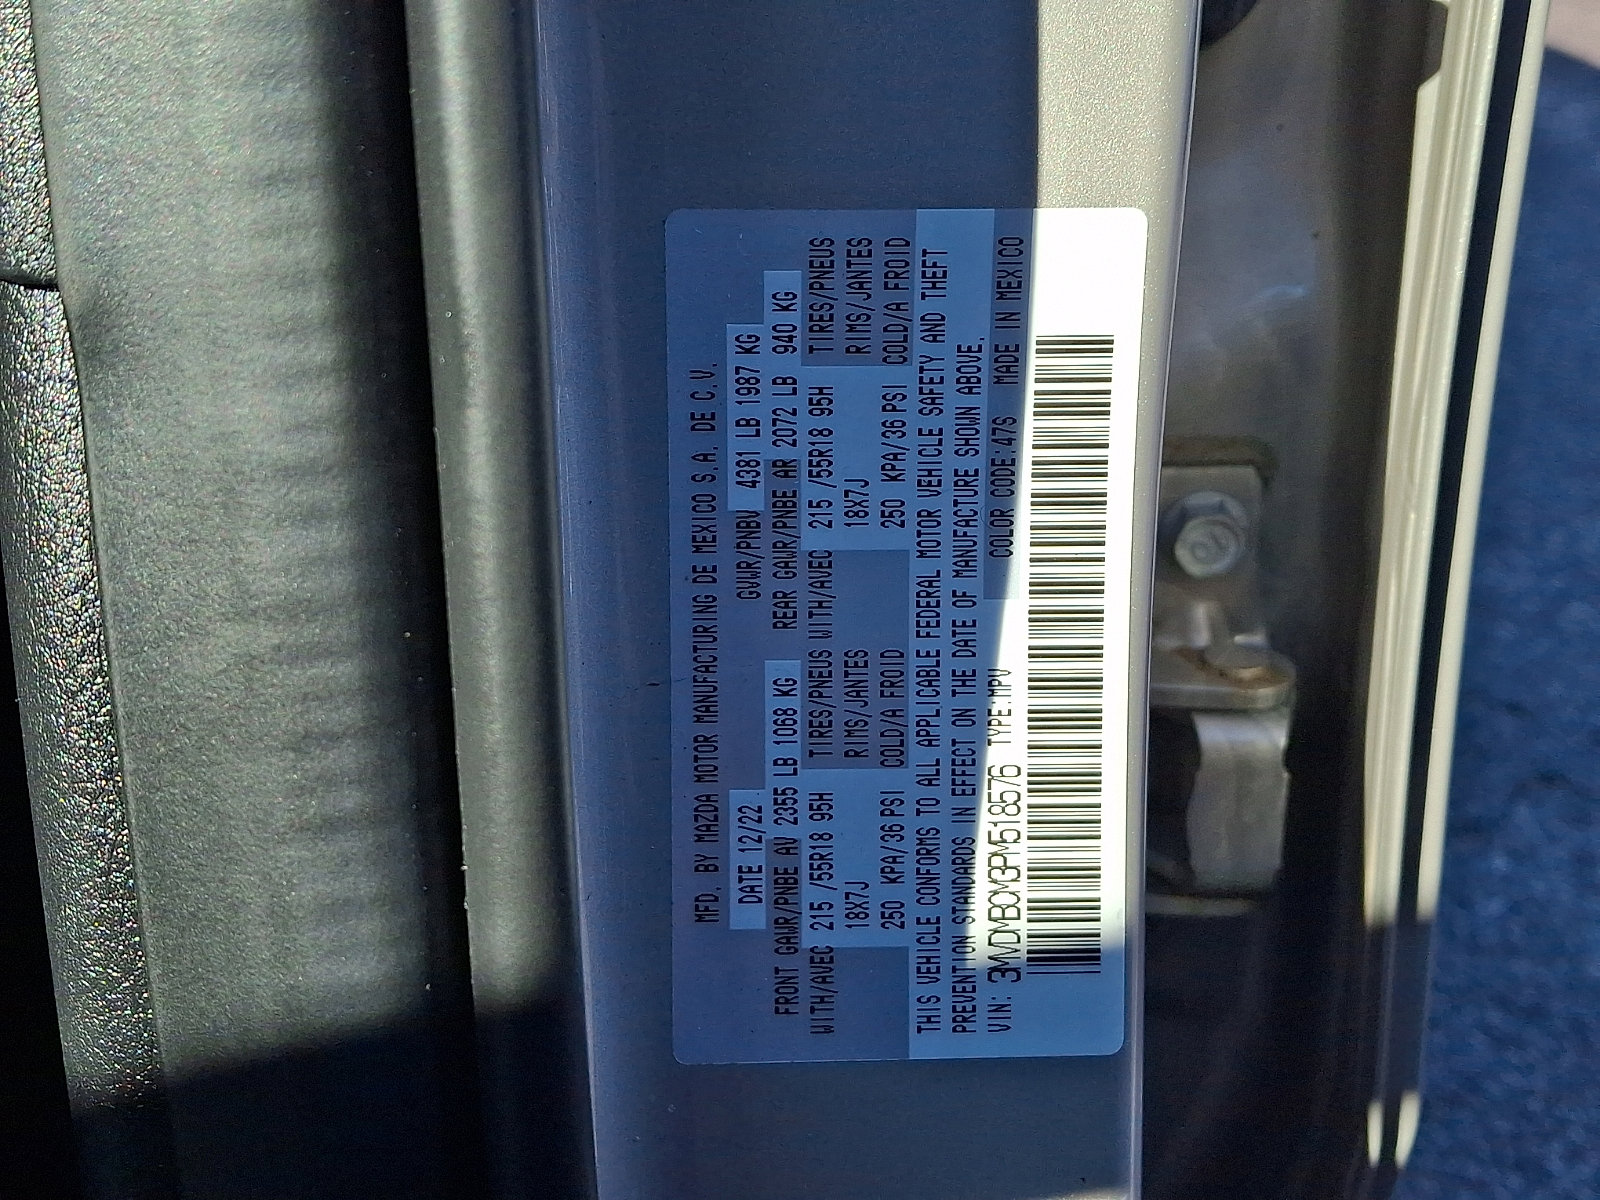 MFD. BY MAZDA MOTOR MANUFACTURING DE MEXICO S.A. DE C.V.
DATE 12/22 GVWR/PNBV 4381 LB 1987 KG
FRONT GAWR/PNBE AV 2355 LB 1068 KG REAR GAWR/PNBE AR 2072 LB 940 KG
WITH/AVEC 215 /55R18 95H TIRES/PNEUS WITH/AVEC 215 /55R18 95H TIRES/PNEUS
18X7J RIMS/JANTES 18X7J RIMS/JANTES
250 KPA/36PSI COLD/A FROID 250 KPA/36PSI COLD/A FROID
THIS VEHICLE CONFORMS TO ALL APPLICABLE FEDERAL MOTOR VEHICLE SAFETY AND THEFT
PREVENTION STANDARDS IN EFFECT ON THE DATE OF MANUFACTURE SHOWN ABOVE.
VIN: 3MVDMBCM3PM518576 TYPE:MPV COLOR CODE:47S MADE IN MEXICO